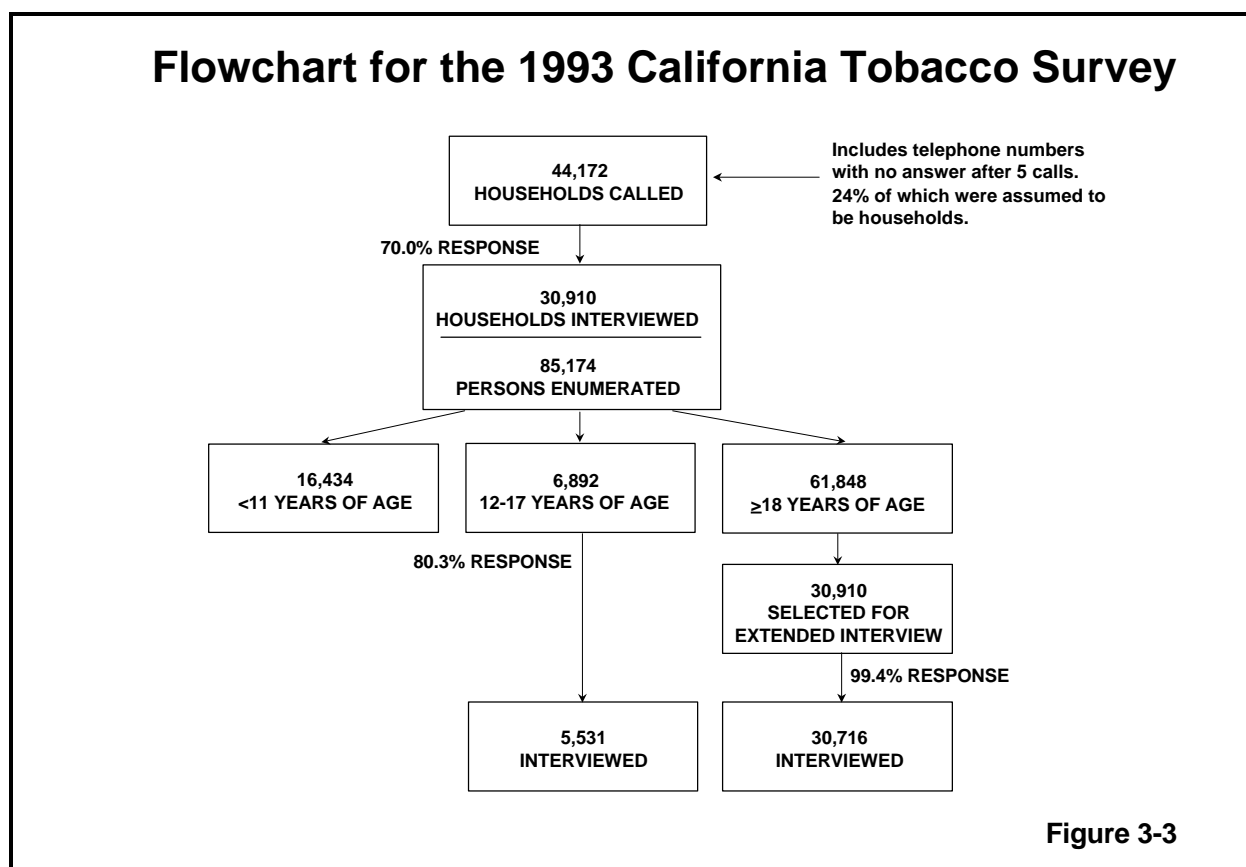 Flowchart for the 1993 California Tobacco Survey
44,172
HOUSEHOLDS CALLED
Includes telephone numbers
with no answer after 5 calls.
24% of which were assumed to
be households.
70.0% RESPONSE
30,910
HOUSEHOLDS INTERVIEWED
85,174
PERSONS ENUMERATED
16,434
<11 YEARS OF AGE
6,892
12-17 YEARS OF AGE
61,848
≥18 YEARS OF AGE
80.3% RESPONSE
30,910
SELECTED FOR
EXTENDED INTERVIEW
99.4% RESPONSE
5,531
INTERVIEWED
30,716
INTERVIEWED
Figure 3-3